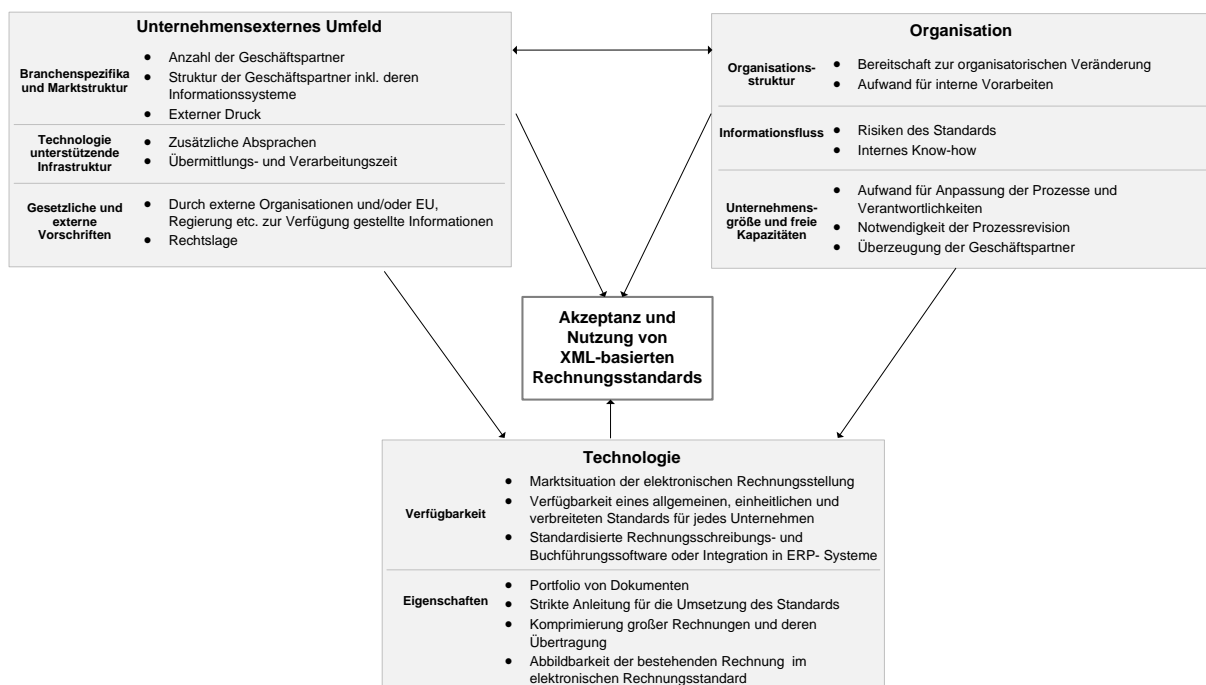 Unternehmensexternes Umfeld
Branchenspezifika
und Marktstruktur
• Anzahl der Geschäftspartner
• Struktur der Geschäftspartner inkl. deren
Informationssysteme
• Externer Druck
Technologie
unterstützende
Infrastruktur
• Zusätzliche Absprachen
• Übermittlungs- und Verarbeitungszeit
Gesetzliche und
externe
Vorschriften
• Durch externe Organisationen und/oder EU,
Regierung etc. zur Verfügung gestellte Informationen
• Rechtslage
Organisation
Organisations-
struktur
• Bereitschaft zur organisatorischen Veränderung
• Aufwand für interne Vorarbeiten
Informationsfluss
• Risiken des Standards
• Internes Know-how
Unternehmens-
größe und freie
Kapazitäten
• Aufwand für Anpassung der Prozesse und
Verantwortlichkeiten
• Notwendigkeit der Prozessrevision
• Überzeugung der Geschäftspartner
Akzeptanz und
Nutzung von
XML-basierten
Rechnungsstandards
Technologie
Verfügbarkeit
• Marktsituation der elektronischen Rechnungsstellung
• Verfügbarkeit eines allgemeinen, einheitlichen und
verbreiteten Standards für jedes Unternehmen
• Standardisierte Rechnungsschreibungs- und
Buchführungssoftware oder Integration in ERP- Systeme
Eigenschaften
• Portfolio von Dokumenten
• Strikte Anleitung für die Umsetzung des Standards
• Komprimierung großer Rechnungen und deren
Übertragung
• Abbildbarkeit der bestehenden Rechnung im
elektronischen Rechnungsstandard